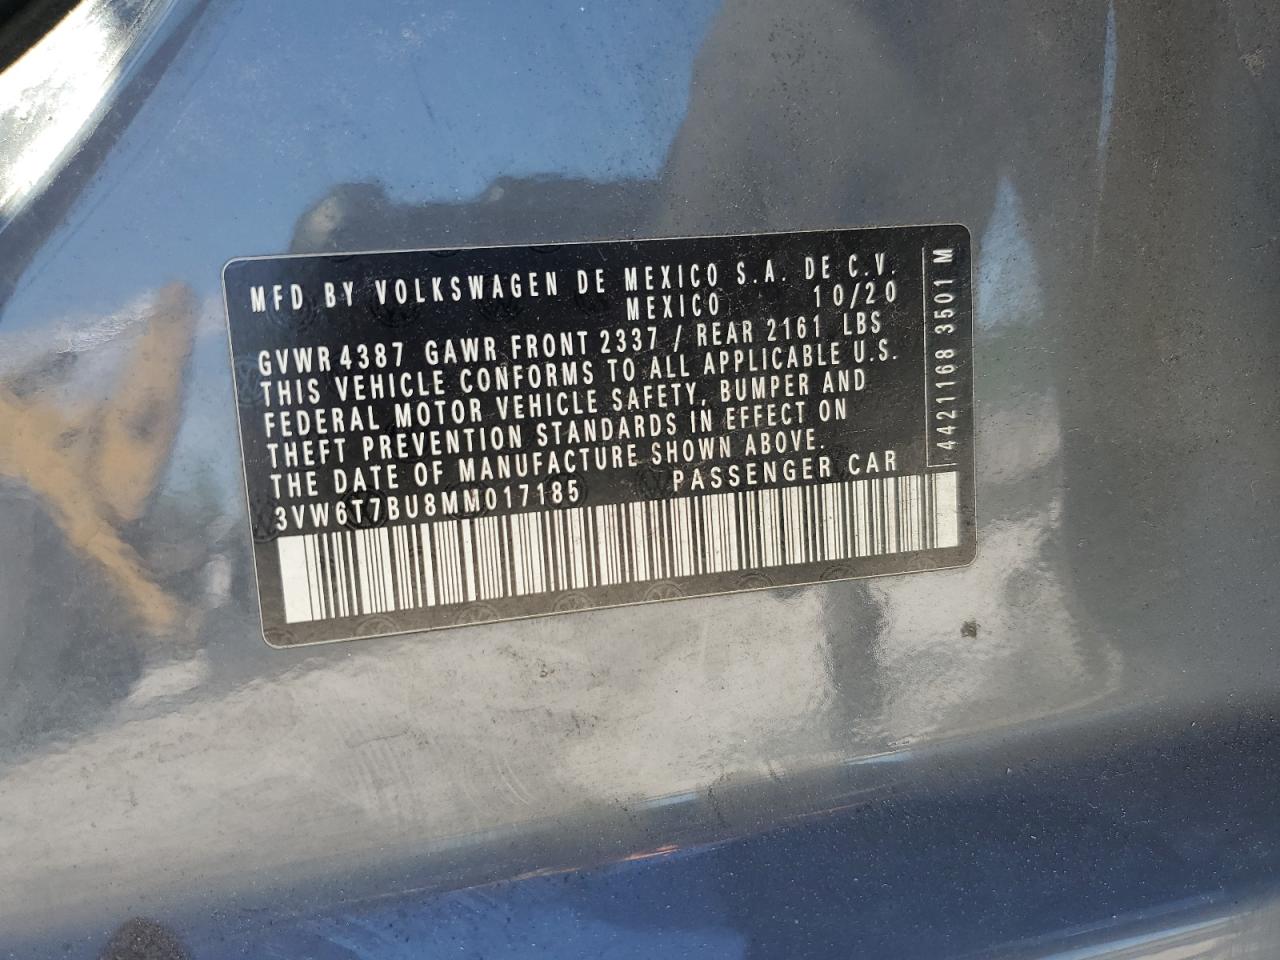 MFD BY VOLKSWAGEN DE MEXICO S.A. DE C.V.
MEXICO 10/20
GVWR 4387 GAWR FRONT 2337 / REAR 2161 LBS
THIS VEHICLE CONFORMS TO ALL APPLICABLE U.S.
FEDERAL MOTOR VEHICLE SAFETY, BUMPER AND
THEFT PREVENTION STANDARDS IN EFFECT ON
THE DATE OF MANUFACTURE SHOWN ABOVE.
3VW6T7BU8MM017185 PASSENGER CAR
4421168 3501 M